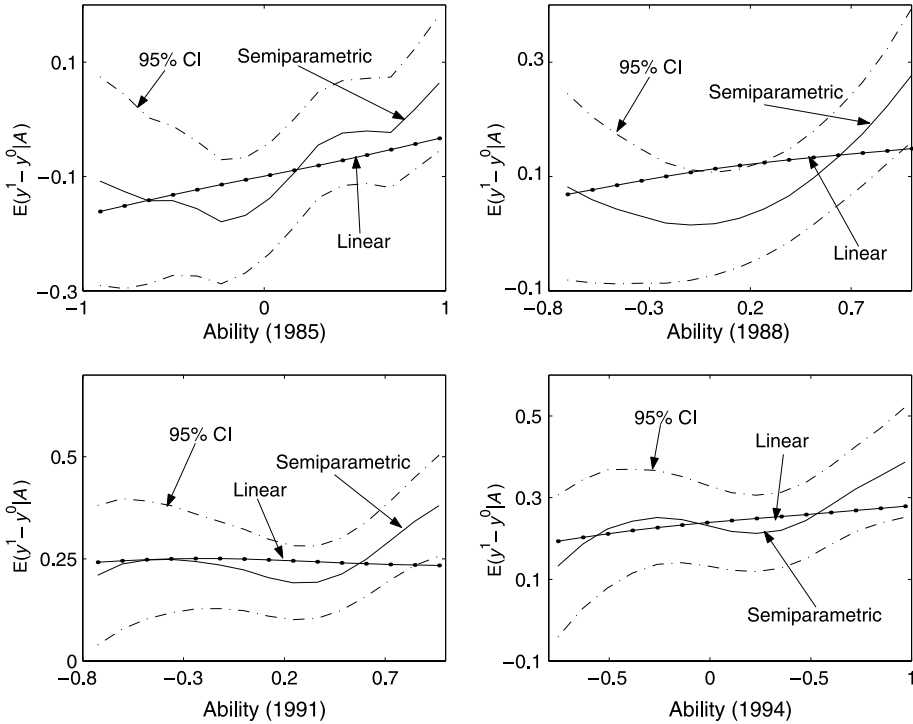 0.1
−0.1
−0.3
−1
0
1
E(y¹− y⁰|A)
Ability (1985)
95% CI
Semiparametric
Linear
0.3
0.1
−0.1
−0.8
−0.3
0.2
0.7
E(y¹− y⁰|A)
Ability (1988)
95% CI
Semiparametric
Linear
0.5
0.25
0
−0.8
−0.3
0.2
0.7
E(y¹− y⁰|A)
Ability (1991)
95% CI
Semiparametric
Linear
0.5
0.3
0.1
−0.1
−0.5
0
−0.5
1
E(y¹− y⁰|A)
Ability (1994)
95% CI
Linear
Semiparametric